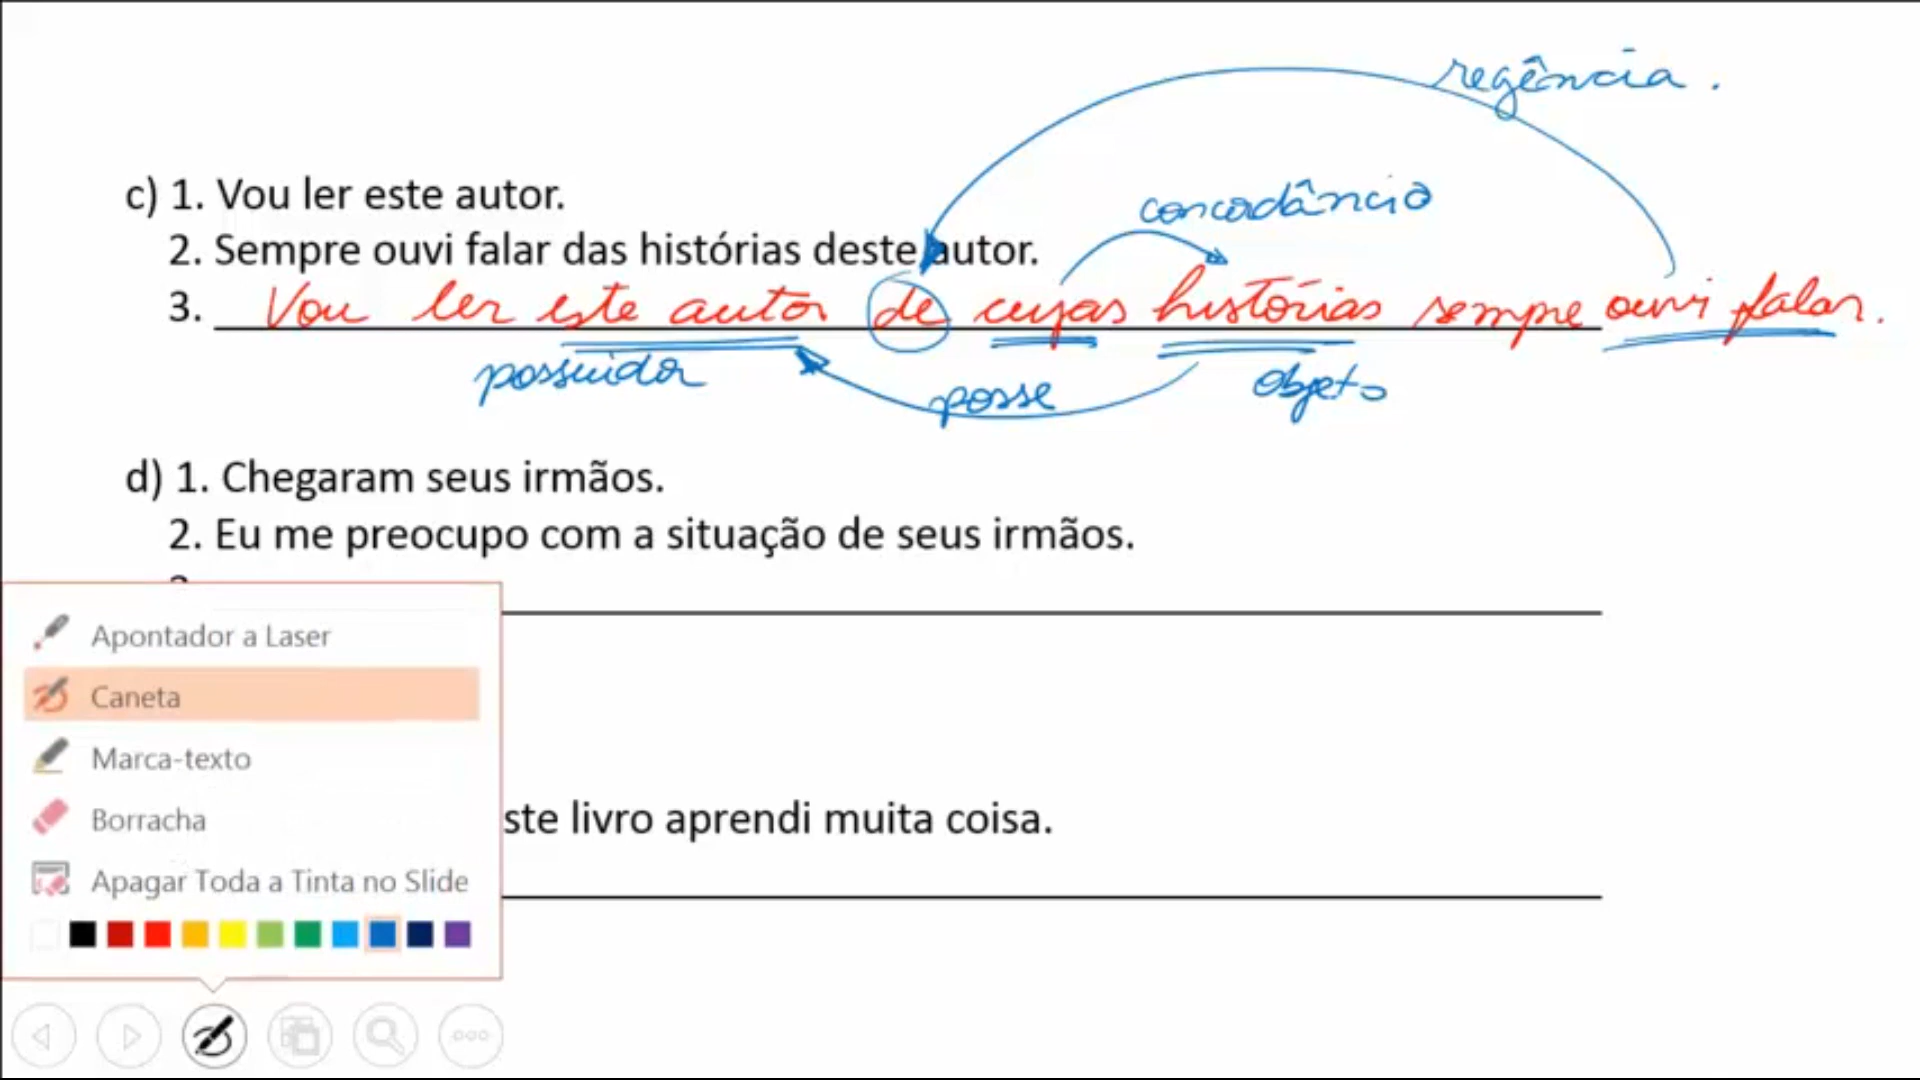 regência.
concordância
c) 1. Vou ler este autor.
2. Sempre ouvi falar das histórias deste autor.
3. Vou ler este autor de cujas histórias sempre ouvi falar.
possuidor posse objeto
d) 1. Chegaram seus irmãos.
2. Eu me preocupo com a situação de seus irmãos.
Apontador a Laser
Caneta
Marca-texto
ste livro aprendi muita coisa.
Borracha
Apagar Toda a Tinta no Slide